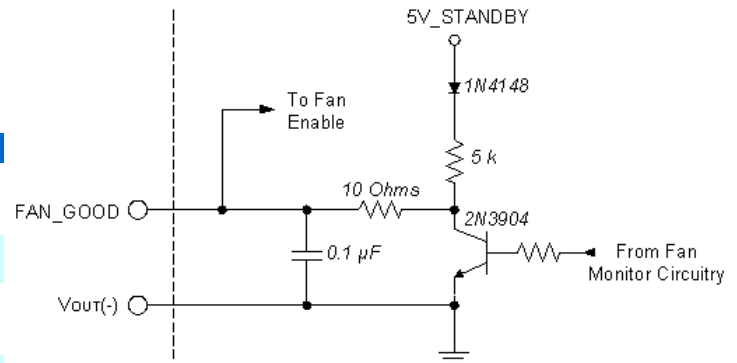 5V_STANDBY
1N4148
To Fan
Enable
5 k
10 Ohms
FAN_GOOD
2N3904
0.1 µF
From Fan
Monitor Circuitry
VOUT(-)